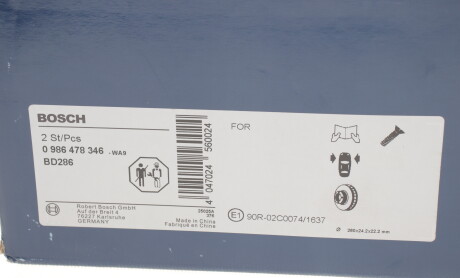 BOSCH
2 St/Pcs
0 986 478 346 -WA9
BD286
4 047024 560024
FOR
Robert Bosch GmbH
Auf der Breit 4
76227 Karlsruhe
GERMANY
Made in China
Fabriqué en Chine
E1 90R-02C0074/1637